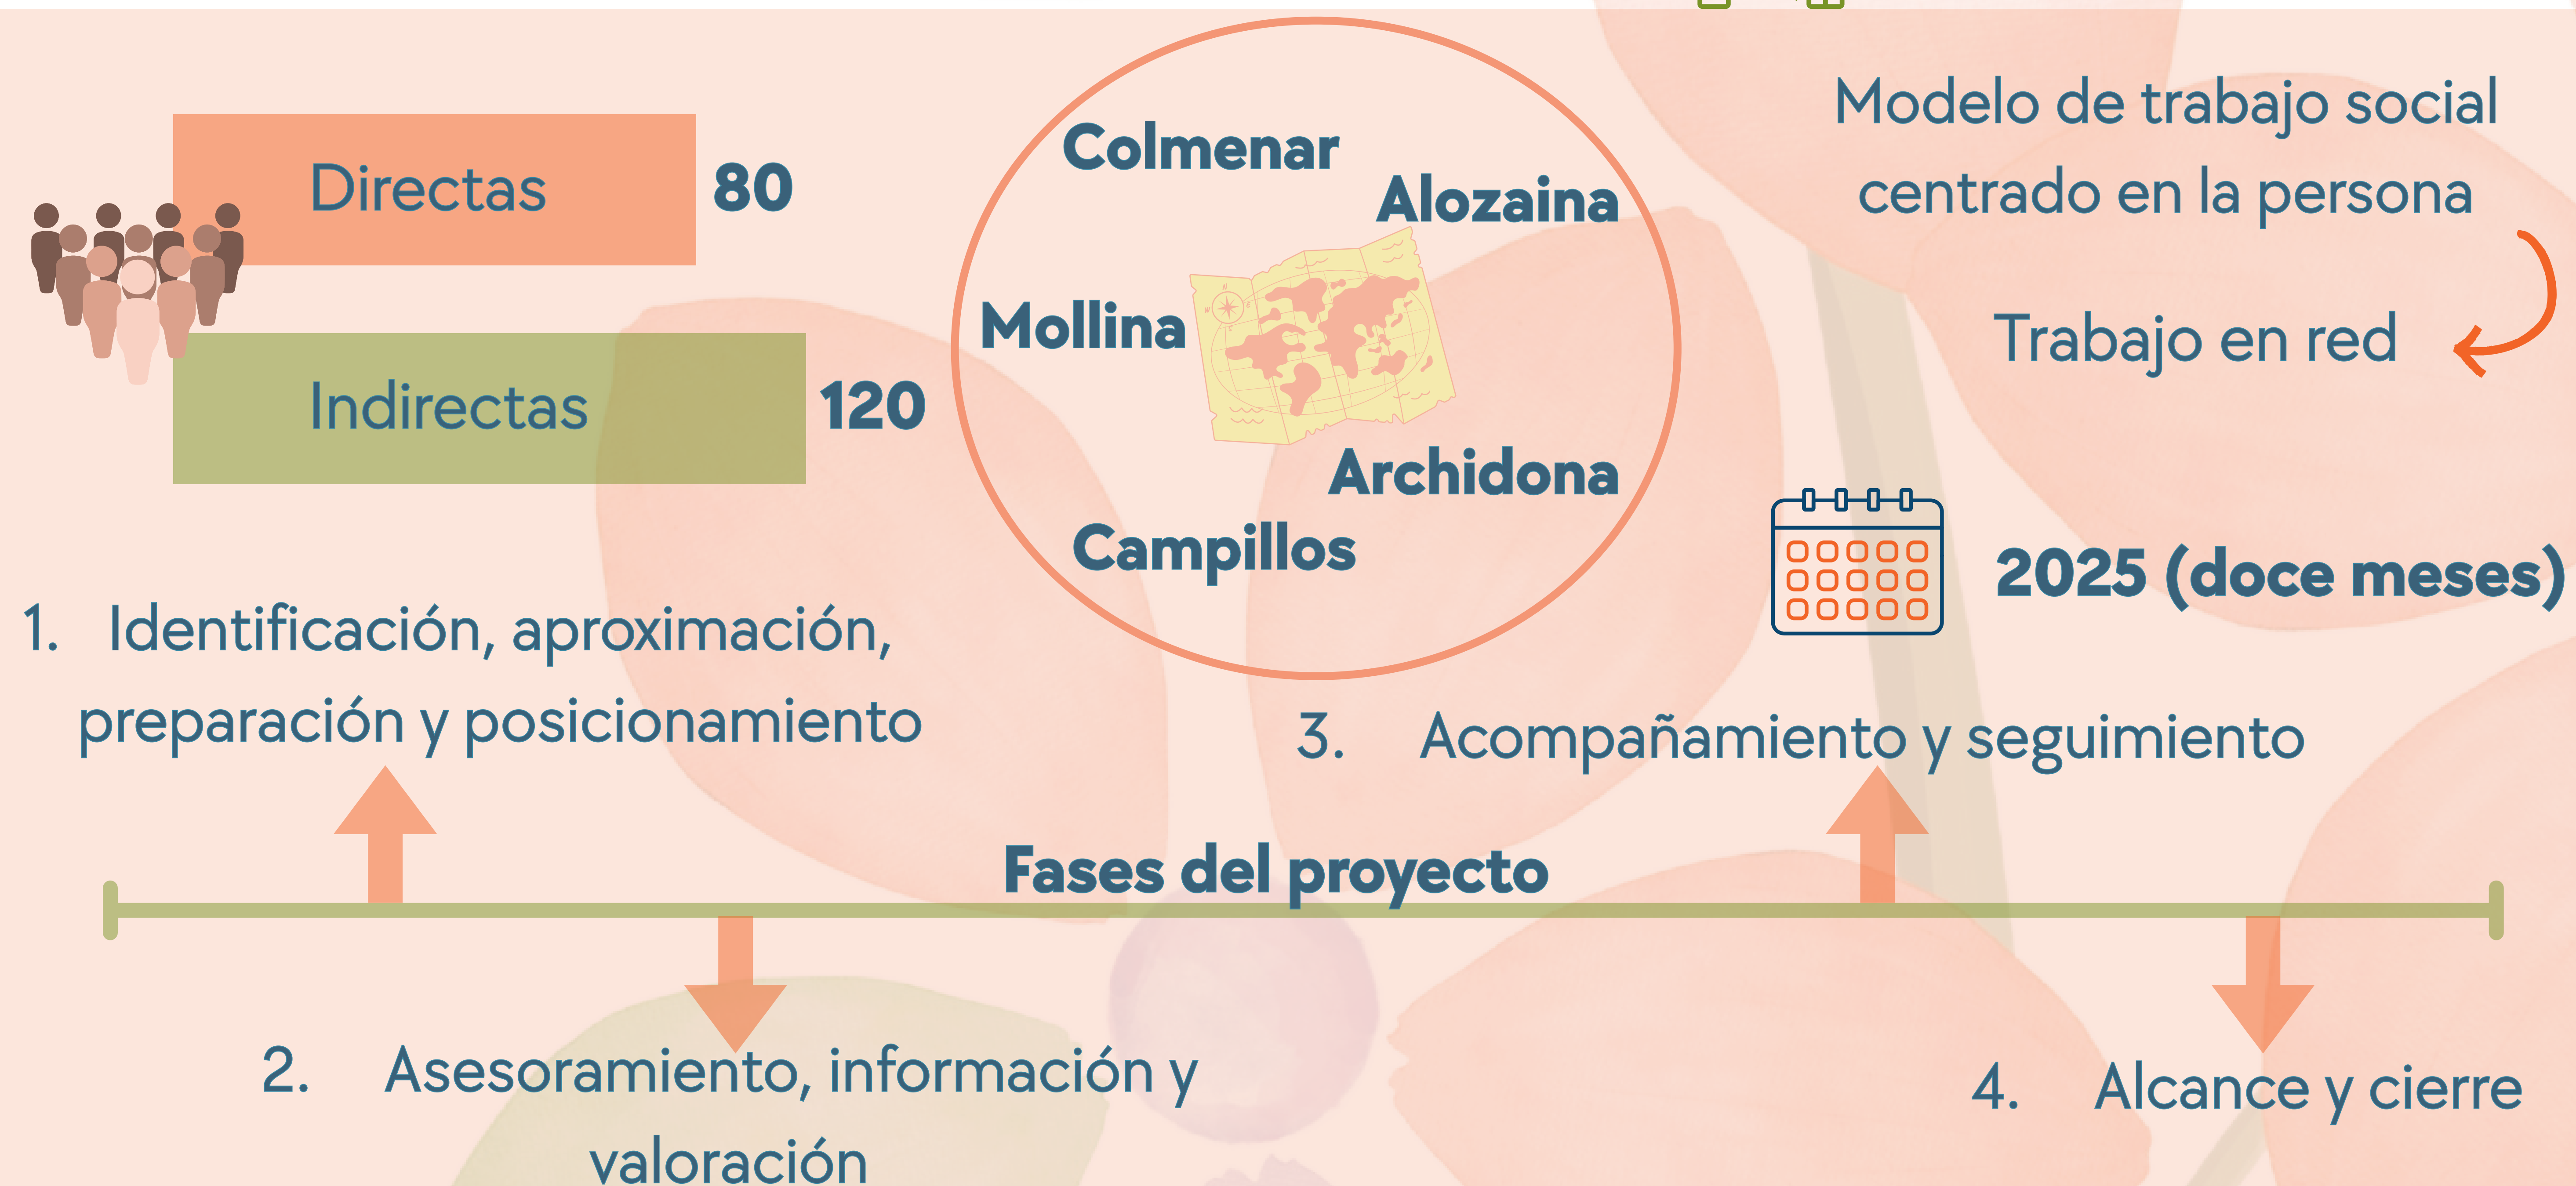 Directas 80
Indirectas 120
Colmenar
Alozaina
Mollina
Archidona
Campillos
Modelo de trabajo social
centrado en la persona
Trabajo en red
2025 (doce meses)
1. Identificación, aproximación,
preparación y posicionamiento
3. Acompañamiento y seguimiento
Fases del proyecto
2. Asesoramiento, información y
valoración
4. Alcance y cierre